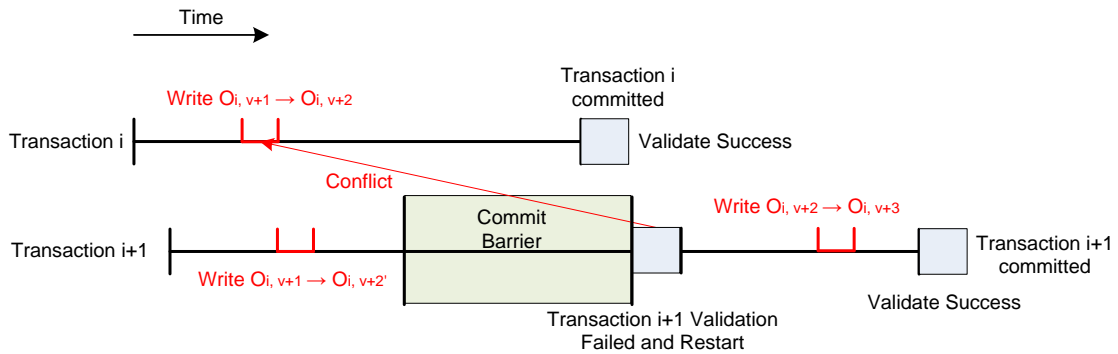 Time
Transaction i
committed
Write Oi, v+1 → Oi, v+2
Transaction i
Validate Success
Conflict
Commit
Barrier
Write Oi, v+2 → Oi, v+3
Transaction i+1
Transaction i+1
committed
Write Oi, v+1 → Oi, v+2'
Validate Success
Transaction i+1 Validation
Failed and Restart